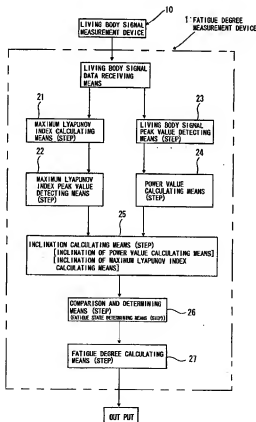 10
LIVING BODY SIGNAL
MEASUREMENT DEVICE
1 FATIGUE DEGREE
MEASUREMENT DEVICE
LIVING BODY SIGNAL
DATA RECEIVING
MEANS
21
23
MAXIMUM LYAPUNOV
INDEX CALCULATING
MEANS (STEP)
LIVING BODY SIGNAL
PEAK VALUE DETECTING
MEANS (STEP)
22
24
MAXIMUM LYAPUNOV
INDEX PEAK VALUE
DETECTING MEANS
(STEP)
POWER VALUE
CALCULATING MEANS
(STEP)
25
INCLINATION CALCULATING MEANS (STEP)
[INCLINATION OF POWER VALUE CALCULATING MEANS]
[INCLINATION OF MAXIMUM LYAPUNOV INDEX
CALCULATING MEANS]
COMPARISON AND DETERMINING
MEANS (STEP)
(FATIGUE STATE DETERMINING MEANS (STEP))
26
FATIGUE DEGREE CALCULATING
MEANS (STEP)
27
OUT PUT